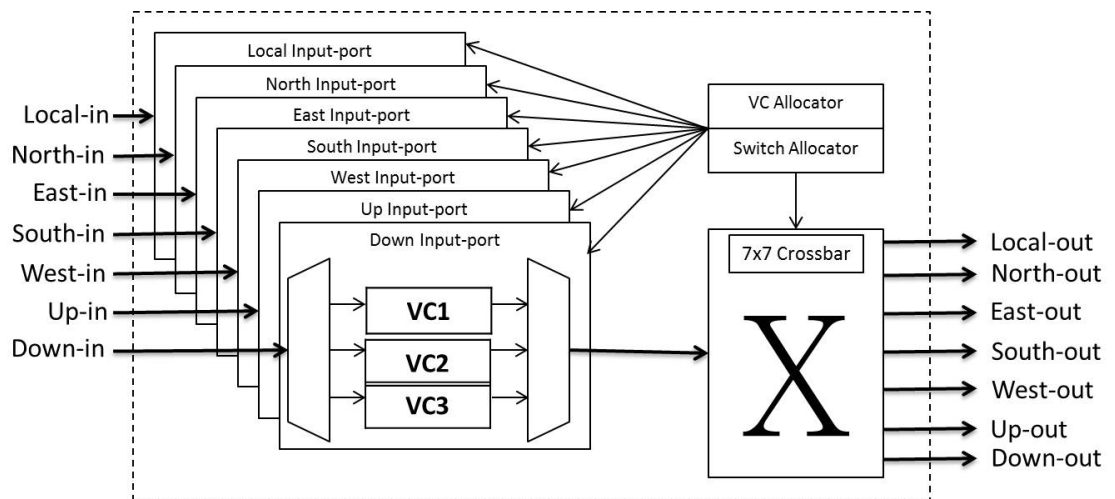 Local Input-port
North Input-port
East Input-port
South Input-port
West Input-port
Up Input-port
Down Input-port
Local-in
North-in
East-in
South-in
West-in
Up-in
Down-in
VC1
VC2
VC3
VC Allocator
Switch Allocator
7x7 Crossbar
X
Local-out
North-out
East-out
South-out
West-out
Up-out
Down-out